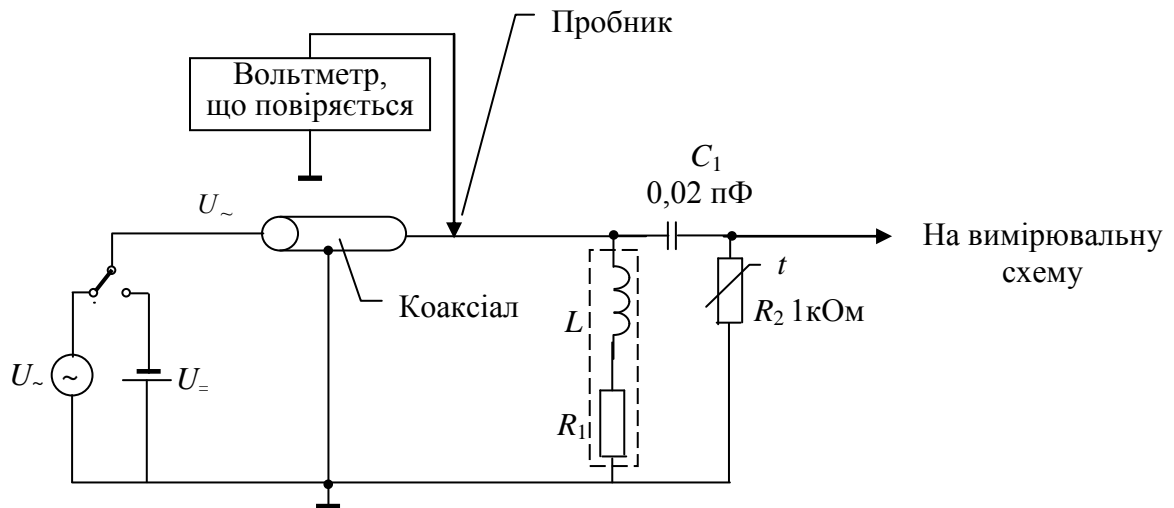 Пробник
Вольтметр,
що повіряється
C1
0,02 пФ
U~
На вимірювальну
схему
t
Коаксіал
L
R2 1кОм
U~
~
U=
R1